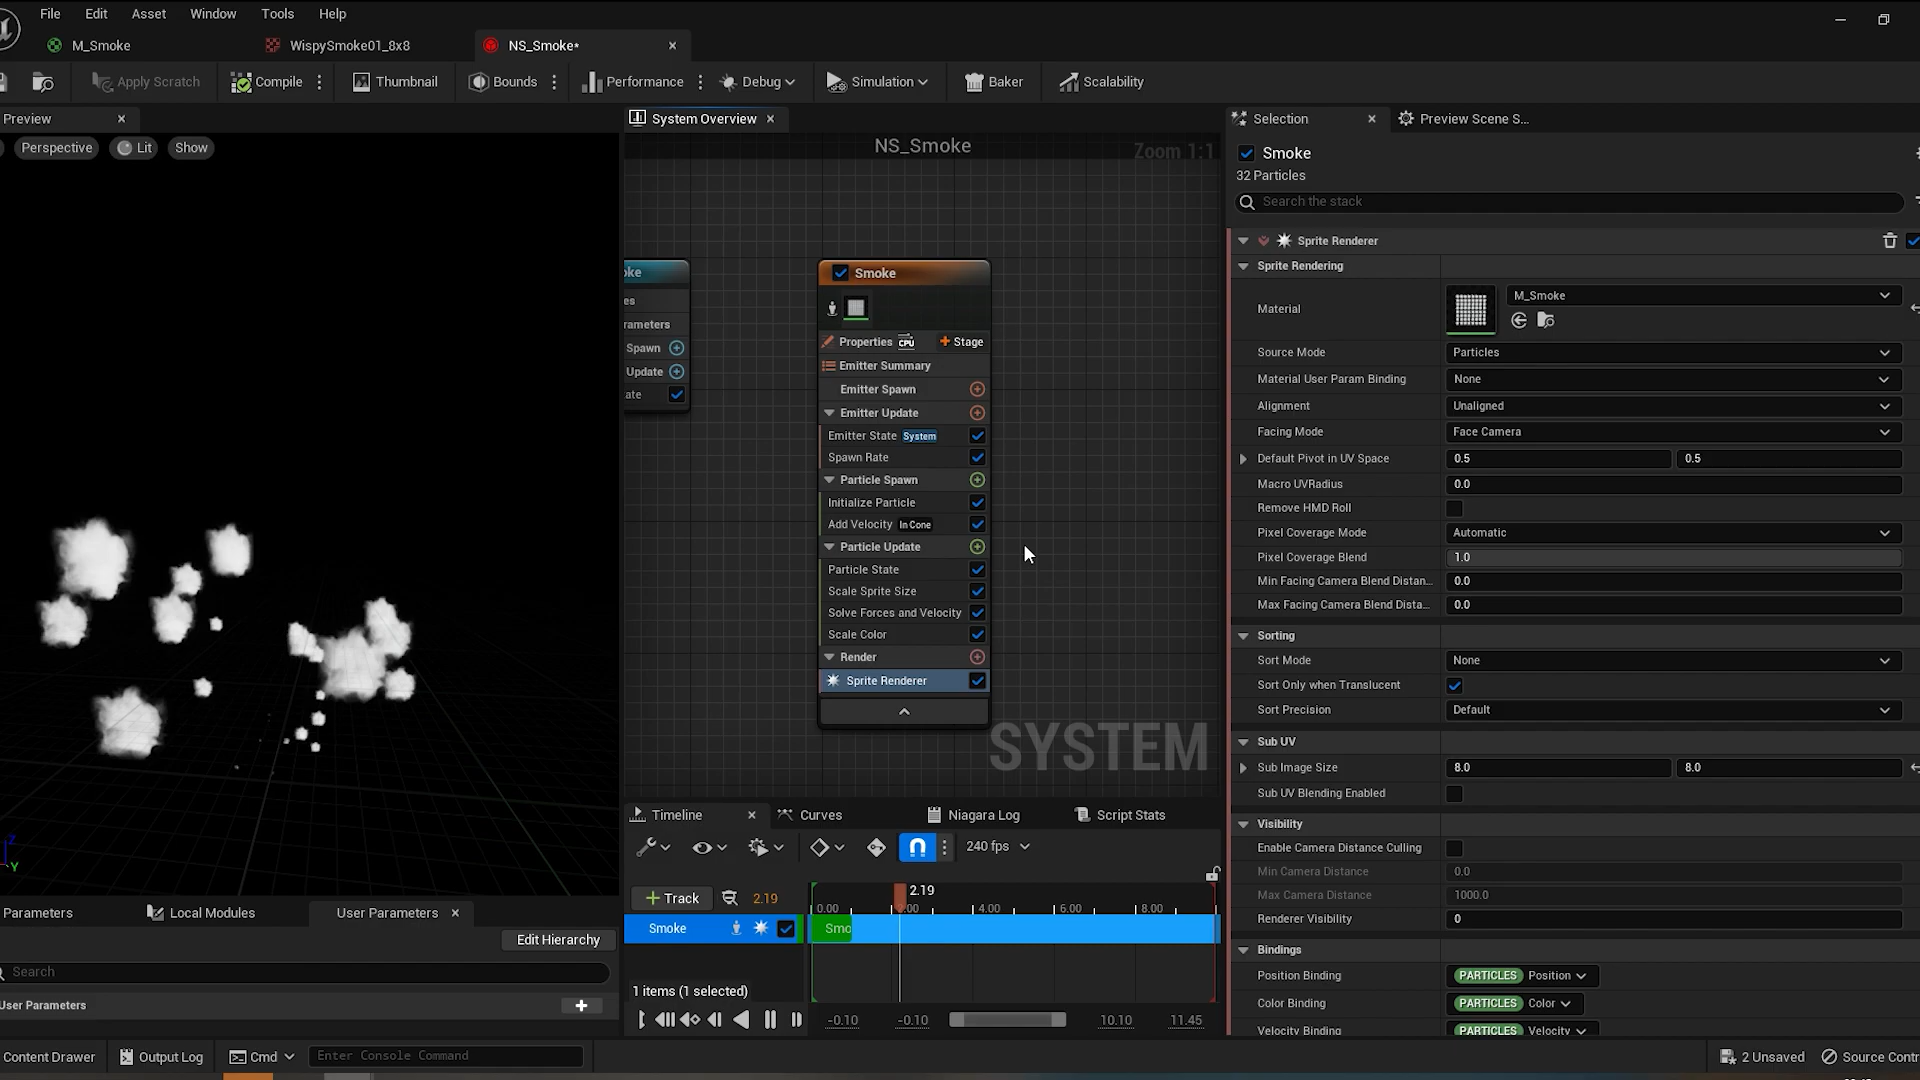 File Edit Asset Window Tools Help
M_Smoke WispySmoke01_8x8 NS_Smoke*
Apply Scratch Compile Thumbnail Bounds Performance Debug Simulation Baker Scalability
Preview
Perspective Lit Show
System Overview
NS_Smoke Zoom 1:1
oke
es
rameters
Spawn
Update
ate
Smoke
Properties CPU Stage
Emitter Summary
Emitter Spawn
Emitter Update
Emitter State System
Spawn Rate
Particle Spawn
Initialize Particle
Add Velocity In Cone
Particle Update
Particle State
Scale Sprite Size
Solve Forces and Velocity
Scale Color
Render
Sprite Renderer
SYSTEM
Selection Preview Scene S...
Smoke
32 Particles
Search the stack
Sprite Renderer
Sprite Rendering
Material M_Smoke
Source Mode Particles
Material User Param Binding None
Alignment Unaligned
Facing Mode Face Camera
Default Pivot in UV Space 0.5 0.5
Macro UVRadius 0.0
Remove HMD Roll
Pixel Coverage Mode Automatic
Pixel Coverage Blend 1.0
Min Facing Camera Blend Distan... 0.0
Max Facing Camera Blend Dista... 0.0
Sorting
Sort Mode None
Sort Only when Translucent
Sort Precision Default
Sub UV
Sub Image Size 8.0 8.0
Sub UV Blending Enabled
Visibility
Enable Camera Distance Culling
Min Camera Distance 0.0
Max Camera Distance 1000.0
Renderer Visibility 0
Bindings
Position Binding PARTICLES Position
Color Binding PARTICLES Color
Velocity Binding PARTICLES Velocity
Timeline Curves Niagara Log Script Stats
240 fps
+ Track 2.19
2.19
0.00 2.00 4.00 6.00 8.00
Smoke Smo
1 items (1 selected)
-0.10 -0.10 10.10 11.45
Z
Y
Parameters Local Modules User Parameters
Edit Hierarchy
Search
User Parameters
Content Drawer Output Log Cmd Enter Console Command 2 Unsaved Source Contr